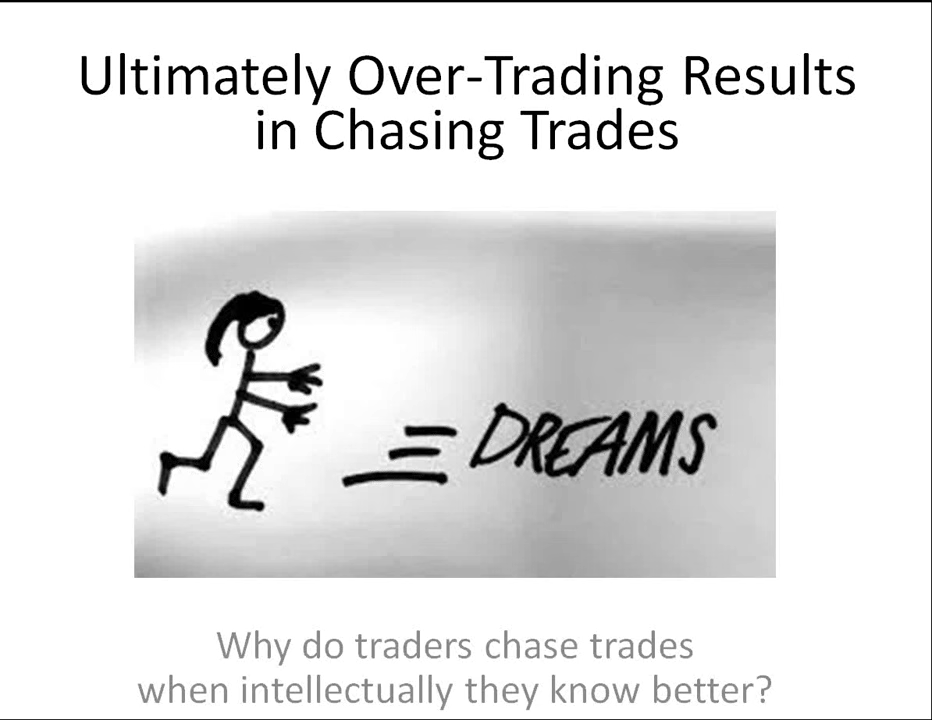 Ultimately Over-Trading Results
in Chasing Trades
DREAMS
Why do traders chase trades
when intellectually they know better?